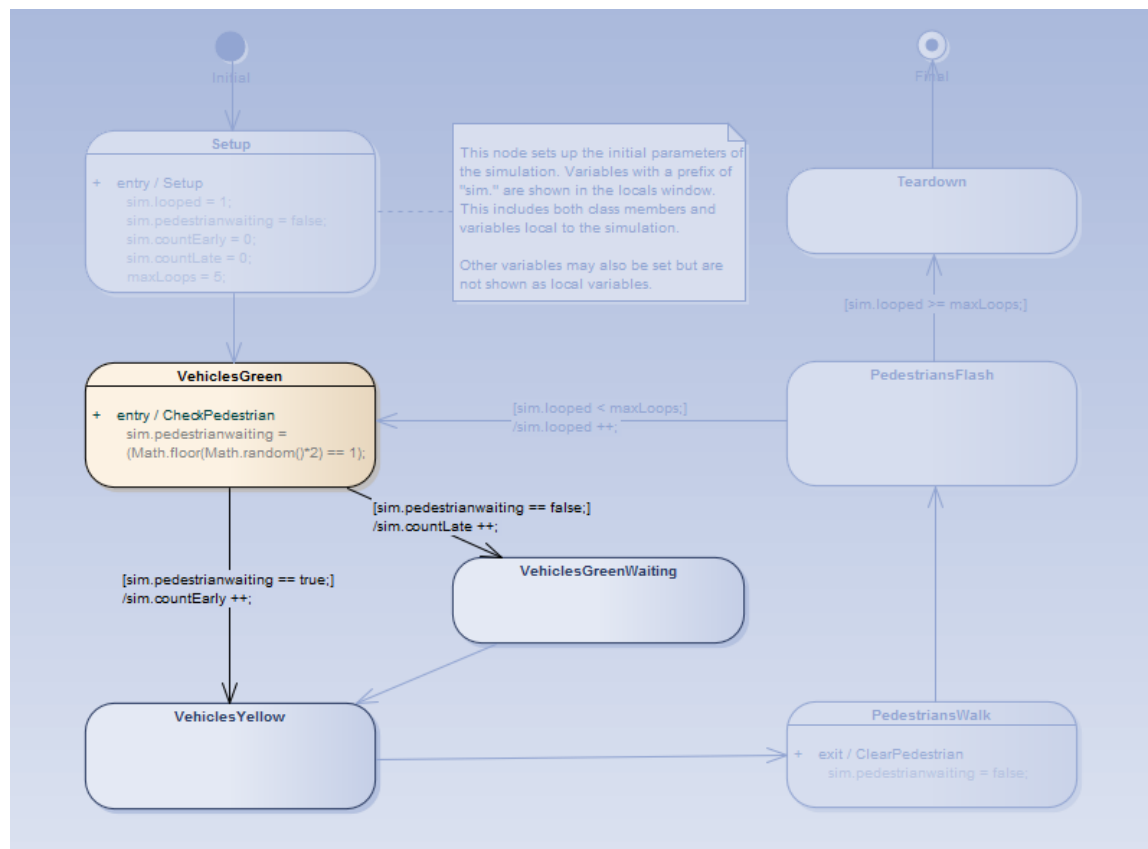 Initial
Final
Setup
+ entry / Setup
sim.looped = 1;
sim.pedestrianwaiting = false;
sim.countEarly = 0;
sim.countLate = 0;
maxLoops = 5;
This node sets up the initial parameters of
the simulation. Variables with a prefix of
"sim." are shown in the locals window.
This includes both class members and
variables local to the simulation.
Other variables may also be set but are
not shown as local variables.
Teardown
[sim.looped >= maxLoops;]
VehiclesGreen
+ entry / CheckPedestrian
sim.pedestrianwaiting =
(Math.floor(Math.random()*2) == 1);
[sim.looped < maxLoops;]
/sim.looped ++;
PedestriansFlash
[sim.pedestrianwaiting == false;]
/sim.countLate ++;
[sim.pedestrianwaiting == true;]
/sim.countEarly ++;
VehiclesGreenWaiting
VehiclesYellow
PedestriansWalk
+ exit / ClearPedestrian
sim.pedestrianwaiting = false;